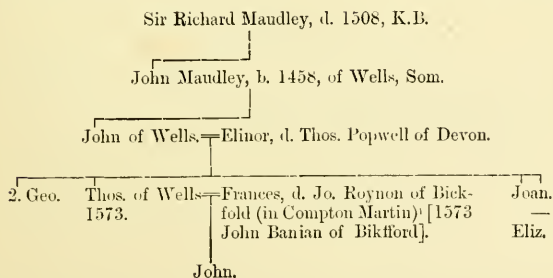 Sir Richard Maudley, d. 1508, K.B.
John Maudley, b. 1458, of Wells, Som.
John of Wells.=Elinor, d. Thos. Popwell of Devon.
2. Geo. Thos. of Wells=Frances, d. Jo. Roynon of Bick- Joan.
1573. fold (in Compton Martin)¹ [1573 —
John Banian of Biktford]. Eliz.
John.